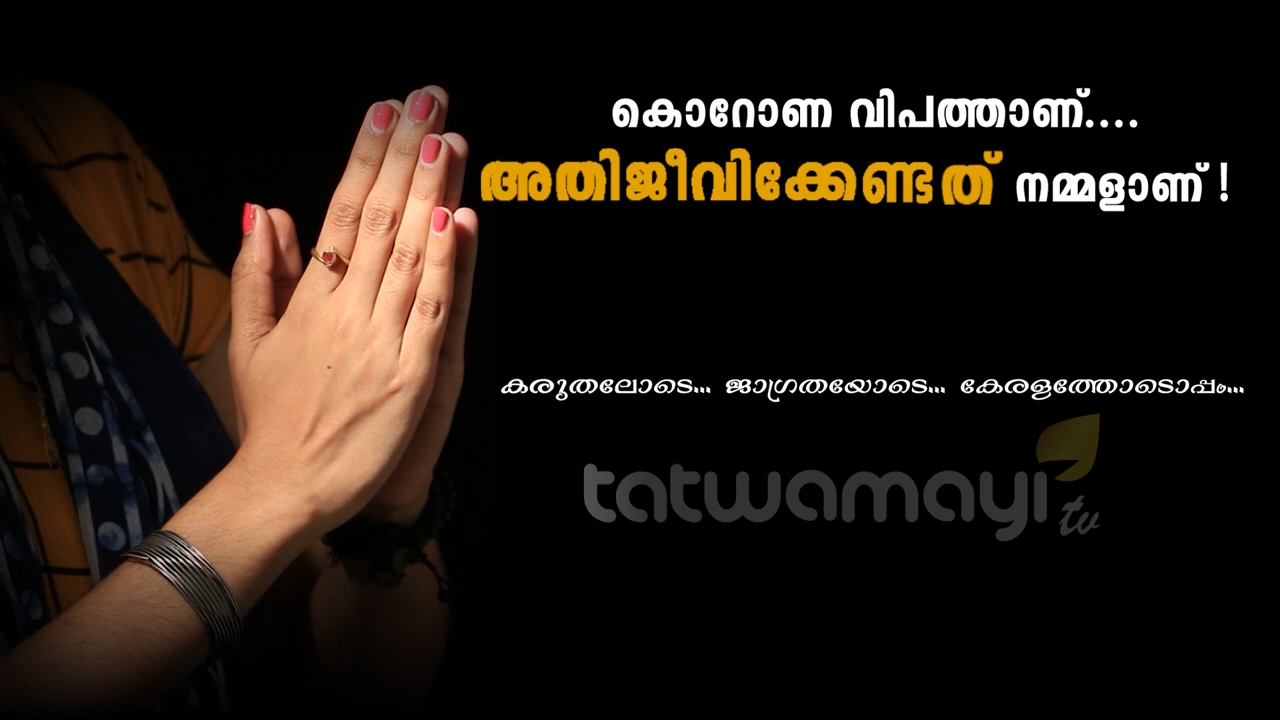 കൊറോണ വിപത്താണ്....
അതിജീവിക്കേണ്ടത് നമ്മളാണ് !
കരുതലോടെ... ജാഗ്രതയോടെ... കേരളത്തോടൊപ്പം...
tatwamayi
tv